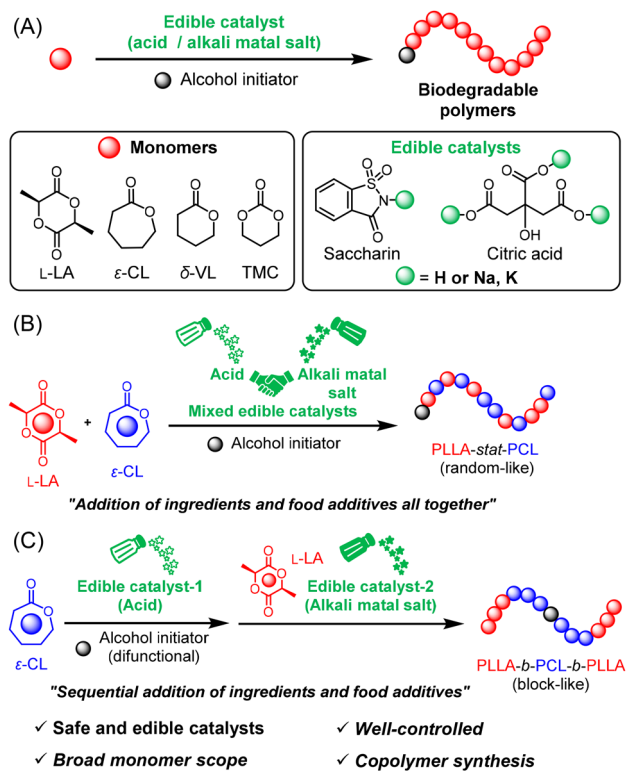 (A)
Edible catalyst
(acid / alkali matal salt)
Alcohol initiator
Biodegradable
polymers
Monomers
O
O
O
O
O
O
O
O
O
O
L-LA
ε-CL
δ-VL
TMC
Edible catalysts
O O
S
N
O
Saccharin
O
O
O
O
O
O
OH
Citric acid
= H or Na, K
(B)
Acid
Alkali matal
salt
Mixed edible catalysts
Alcohol initiator
O
O
O
O
L-LA
+
O
O
ε-CL
PLLA-stat-PCL
(random-like)
"Addition of ingredients and food additives all together"
(C)
O
O
ε-CL
Edible catalyst-1
(Acid)
Alcohol initiator
(difunctional)
O
O
O
O
L-LA
Edible catalyst-2
(Alkali matal salt)
PLLA-b-PCL-b-PLLA
(block-like)
"Sequential addition of ingredients and food additives"
✓ Safe and edible catalysts
✓ Well-controlled
✓ Broad monomer scope
✓ Copolymer synthesis